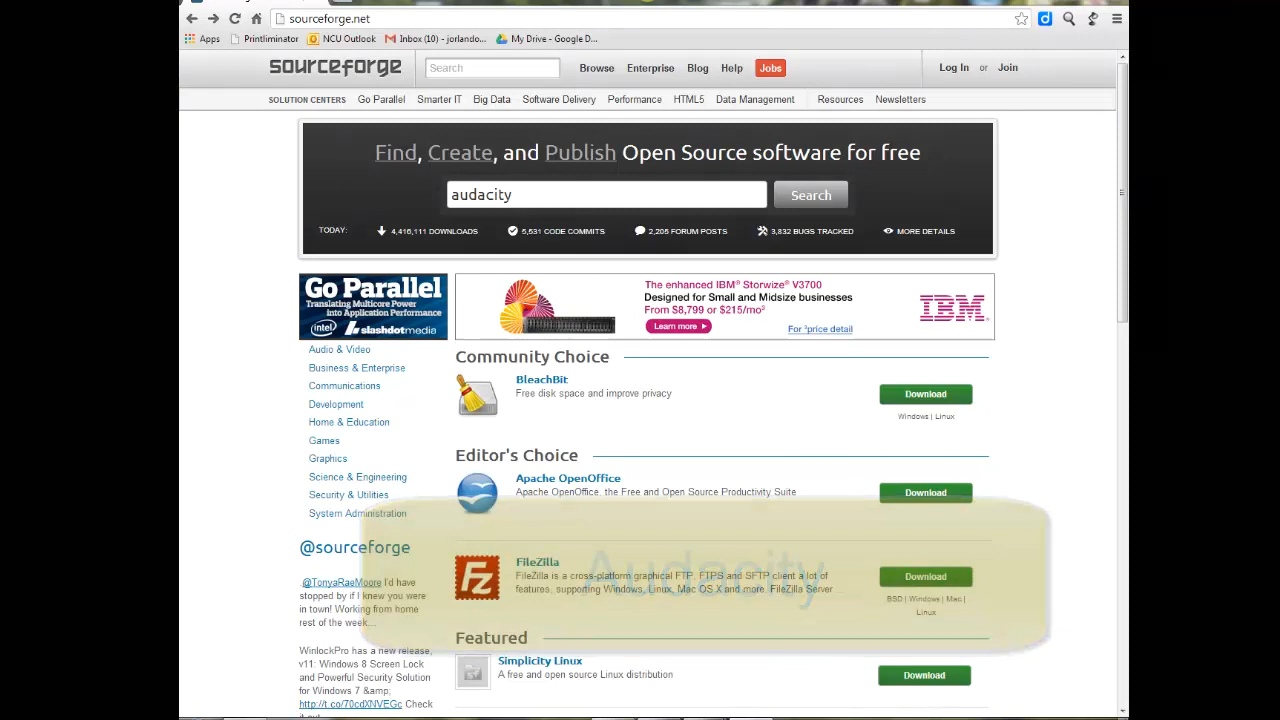 sourceforge.net
Apps Printliminator NCU Outlook Inbox (10) - jorlando... My Drive - Google D...
sourceforge Search Browse Enterprise Blog Help Jobs Log In or Join
SOLUTION CENTERS Go Parallel Smarter IT Big Data Software Delivery Performance HTML5 Data Management Resources Newsletters
Find, Create, and Publish Open Source software for free
audacity Search
TODAY: 4,416,111 DOWNLOADS 5,531 CODE COMMITS 2,205 FORUM POSTS 3,832 BUGS TRACKED MORE DETAILS
Go Parallel
Translating Multicore Power
into Application Performance
intel slashdotmedia
The enhanced IBM® Storwize® V3700
Designed for Small and Midsize businesses
From $8,799 or $215/mo²
Learn more For ²price detail
IBM
Audio & Video
Business & Enterprise
Communications
Development
Home & Education
Games
Graphics
Science & Engineering
Security & Utilities
System Administration
Community Choice
BleachBit
Free disk space and improve privacy
Download
Windows | Linux
Editor's Choice
Apache OpenOffice
Apache OpenOffice, the Free and Open Source Productivity Suite
Download
FileZilla
FileZilla is a cross-platform graphical FTP, FTPS and SFTP client a lot of
features, supporting Windows, Linux, Mac OS X and more. FileZilla Server ...
Download
BSD | Windows | Mac |
Linux
Audacity
Featured
Simplicity Linux
A free and open source Linux distribution
Download
@sourceforge
.@TonyaRaeMoore I'd have
stopped by if I knew you were
in town! Working from home
rest of the week...
WinlockPro has a new release,
v11: Windows 8 Screen Lock
and Powerful Security Solution
for Windows 7 &amp;
http://t.co/70cdXNVEGc Check